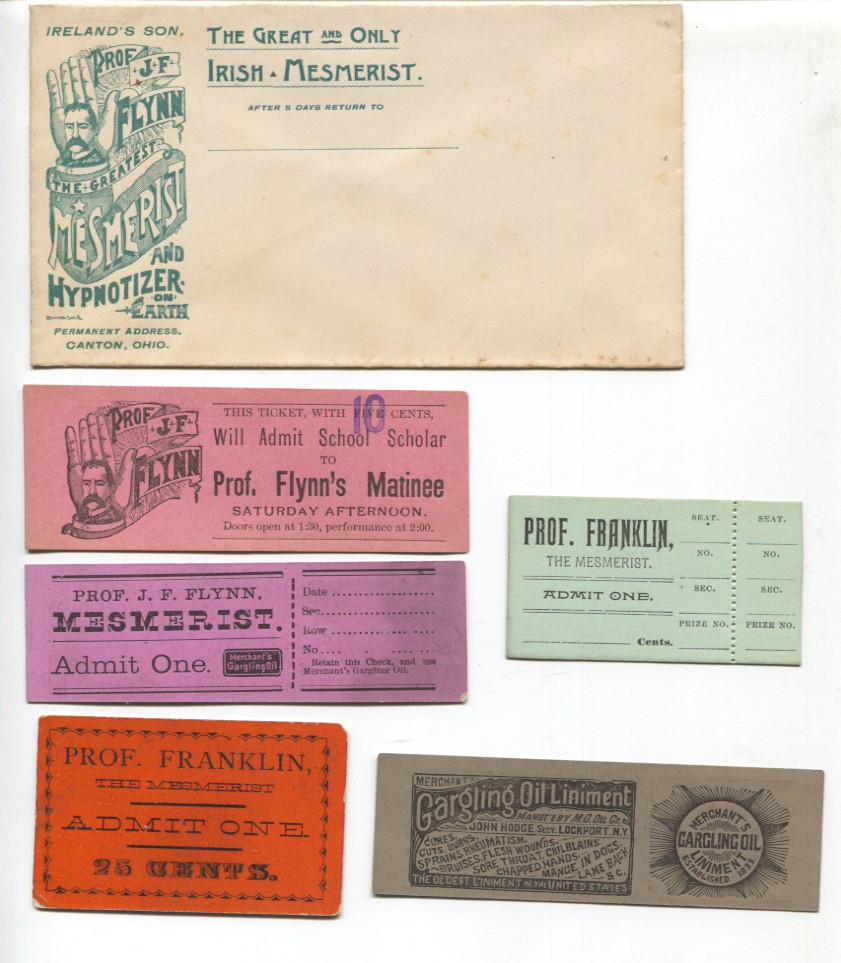 IRELAND'S SON.
PROF J·F·
FLYNN
THE GREATEST
MESMERIST
AND
HYPNOTIZER
ON
EARTH
PERMANENT ADDRESS.
CANTON, OHIO.
THE GREAT AND ONLY
IRISH MESMERIST.
AFTER 5 DAYS RETURN TO
PROF J·F·
FLYNN
THIS TICKET, WITH FIVE CENTS,
10
Will Admit School Scholar
TO
Prof. Flynn's Matinee
SATURDAY AFTERNOON.
Doors open at 1:30, performance at 2:00.
PROF. FRANKLIN,
THE MESMERIST.
ADMIT ONE.
Cents.
SEAT.
NO.
SEC.
PRIZE NO.
SEAT.
NO.
SEC.
PRIZE NO.
PROF. J. F. FLYNN,
MESMERIST.
Admit One.
Merchant's
Gargling Oil
Date
Sec.
Row
No
Retain this Check, and use
Merchant's Gargling Oil.
PROF. FRANKLIN,
THE MESMERIST
ADMIT ONE
25 CENTS.
MERCHANT'S
Gargling Oil Liniment
MANUF'D BY M.G. OIL Co.
JOHN HODGE. SECY. LOCKPORT. N.Y.
CURES.
CUTS, BURNS,
SPRAINS, RHEUMATISM.
BRUISES, FLESH WOUNDS.
SORE THROAT, CHILBLAINS
CHAPPED HANDS.
MANGE IN DOGS.
LAME BACK
&C.
THE OLDEST LINIMENT IN THE UNITED STATES
MERCHANT'S
GARGLING OIL
LINIMENT
ESTABLISHED 1833.